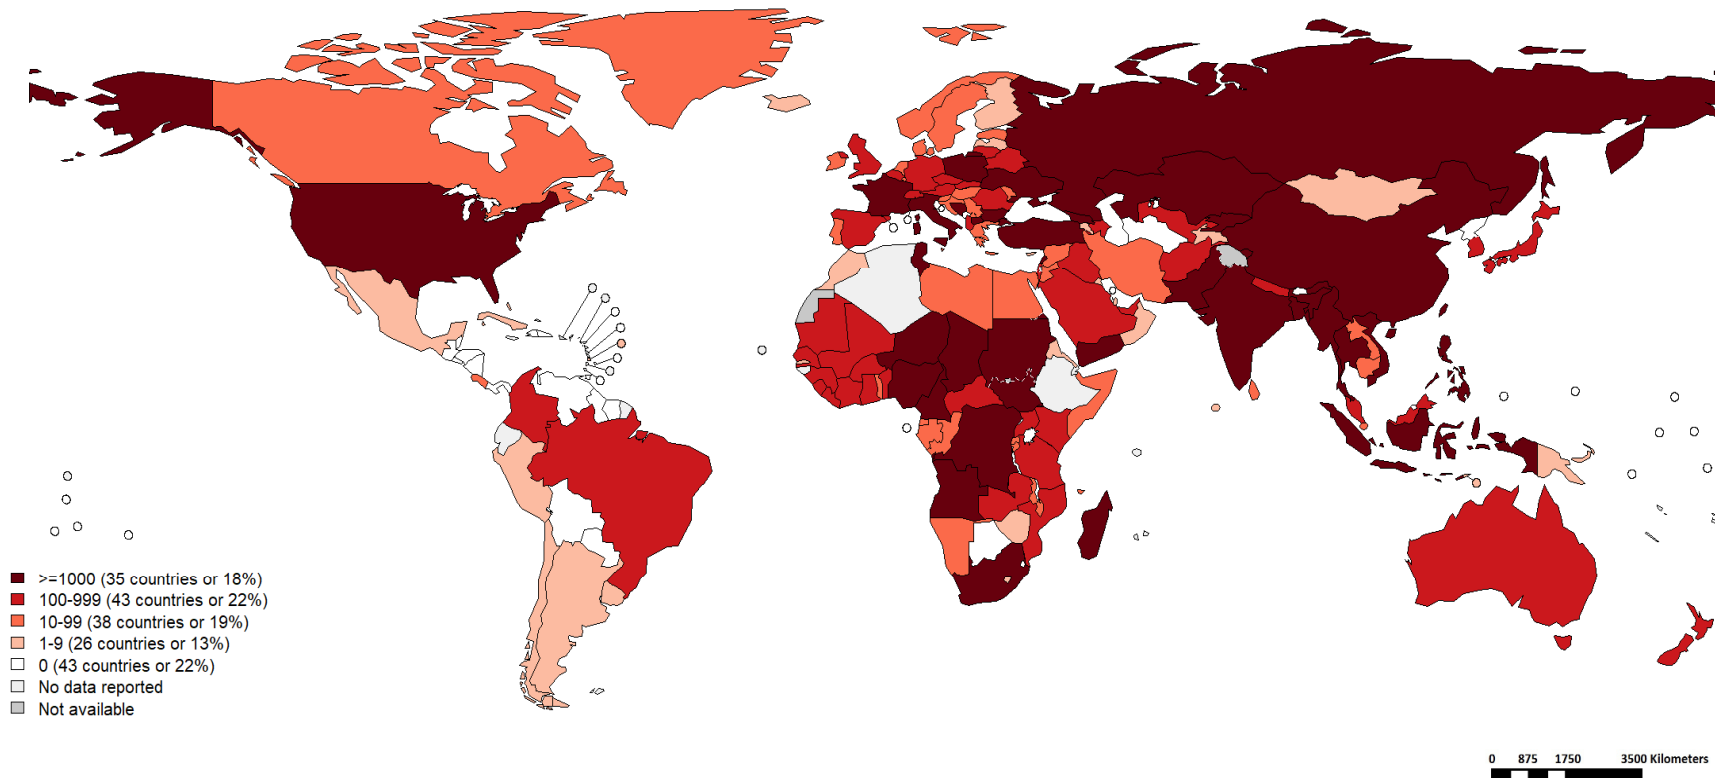 >=1000 (35 countries or 18%)
100-999 (43 countries or 22%)
10-99 (38 countries or 19%)
1-9 (26 countries or 13%)
0 (43 countries or 22%)
No data reported
Not available
0 875 1750 3500 Kilometers